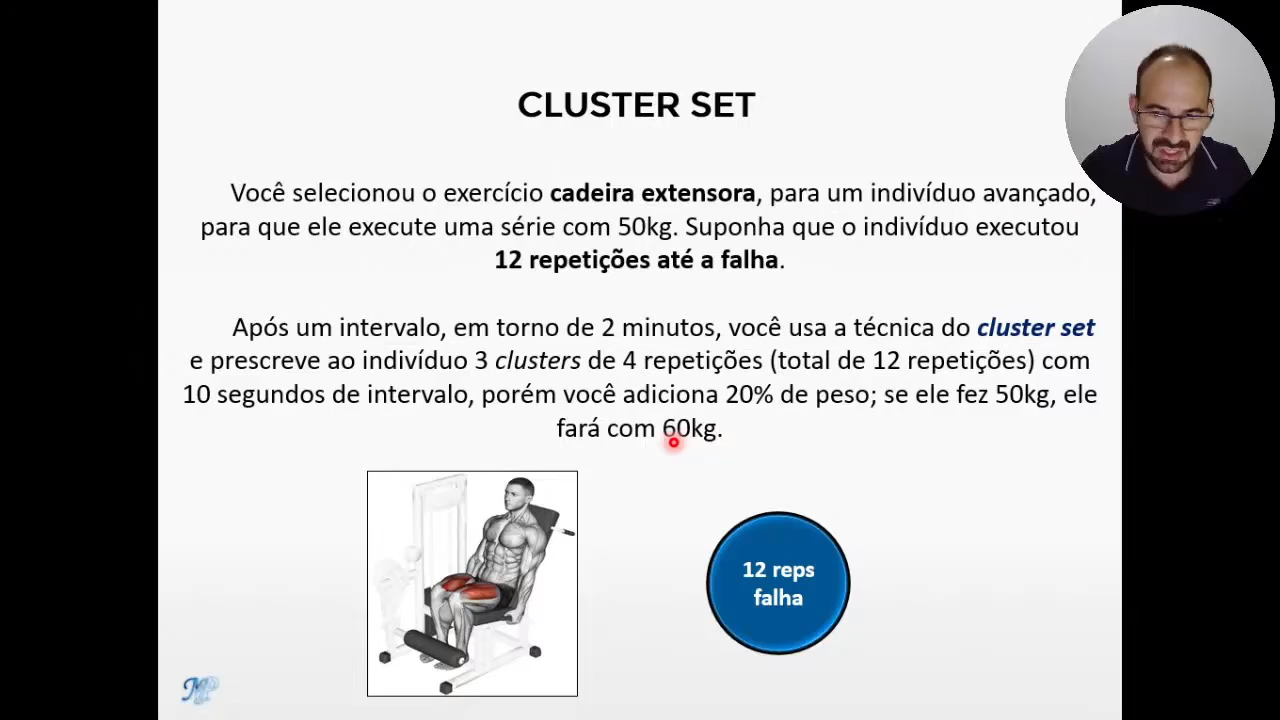 CLUSTER SET
Você selecionou o exercício cadeira extensora, para um indivíduo avançado,
para que ele execute uma série com 50kg. Suponha que o indivíduo executou
12 repetições até a falha.
Após um intervalo, em torno de 2 minutos, você usa a técnica do cluster set
e prescreve ao indivíduo 3 clusters de 4 repetições (total de 12 repetições) com
10 segundos de intervalo, porém você adiciona 20% de peso; se ele fez 50kg, ele
fará com 60kg.
12 reps
falha